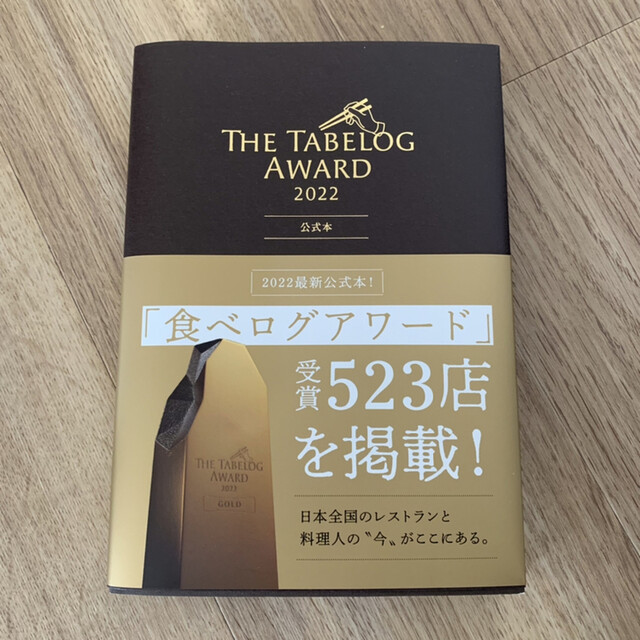 THE TABELOG
AWARD
2022
公式本
2022最新公式本！
「食べログアワード」
受賞523店
を掲載！
THE TABELOG
AWARD
2022
GOLD
日本全国のレストランと
料理人の〝今〟がここにある。